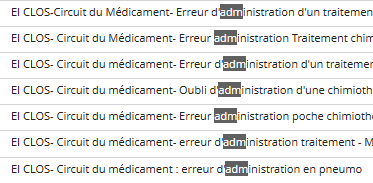 EI CLOS-Circuit du Médicament- Erreur d'administration d'un traitemen
EI CLOS- Circuit du Médicament- Erreur administration Traitement chim
EI CLOS- Circuit du médicament- Erreur d'administration d'un traitemen
EI CLOS- Circuit du médicament- Oubli d'administration d'une chimioth
EI CLOS- Circuit du médicament- Erreur administration poche chimioth
EI CLOS- Circuit du médicament- erreur d'administration traitement - M
EI CLOS- Circuit du médicament : erreur d'administration en pneumo